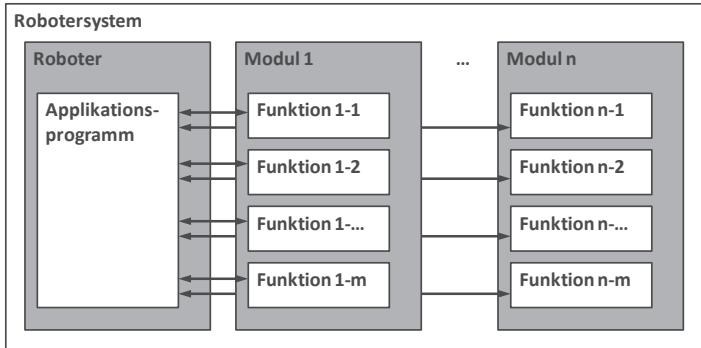 Robotersystem
Roboter
Modul 1
...
Modul n
Applikations-
programm
Funktion 1-1
Funktion n-1
Funktion 1-2
Funktion n-2
Funktion 1-...
Funktion n-...
Funktion 1-m
Funktion n-m